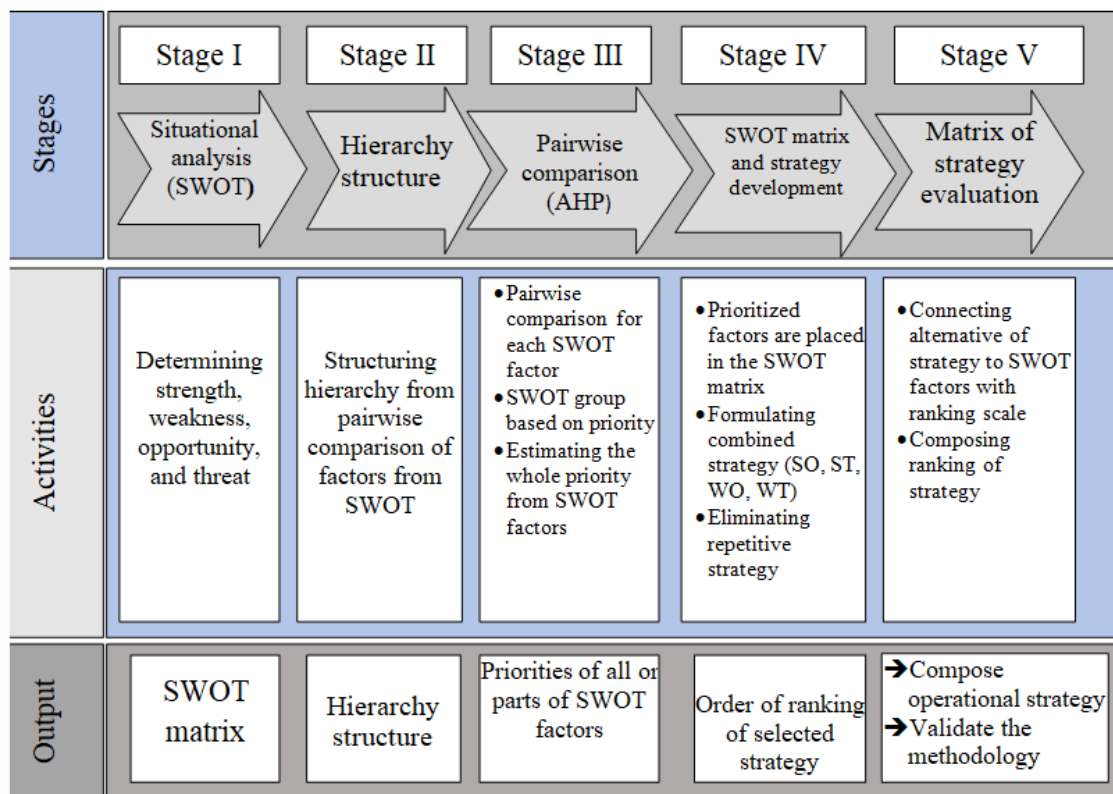 Stages
Stage I
Stage II
Stage III
Stage IV
Stage V
Situational
analysis
(SWOT)
Hierarchy
structure
Pairwise
comparison
(AHP)
SWOT matrix
and strategy
development
Matrix of
strategy
evaluation
Activities
Determining
strength,
weakness,
opportunity,
and threat
Structuring
hierarchy from
pairwise
comparison of
factors from
SWOT
•Pairwise
comparison for
each SWOT
factor
•SWOT group
based on priority
•Estimating the
whole priority
from SWOT
factors
•Prioritized
factors are placed
in the SWOT
matrix
•Formulating
combined
strategy (SO, ST,
WO, WT)
•Eliminating
repetitive
strategy
•Connecting
alternative of
strategy to SWOT
factors with
ranking scale
•Composing
ranking of
strategy
Output
SWOT
matrix
Hierarchy
structure
Priorities of all or
parts of SWOT
factors
Order of ranking
of selected
strategy
➔Compose
operational strategy
➔Validate the
methodology